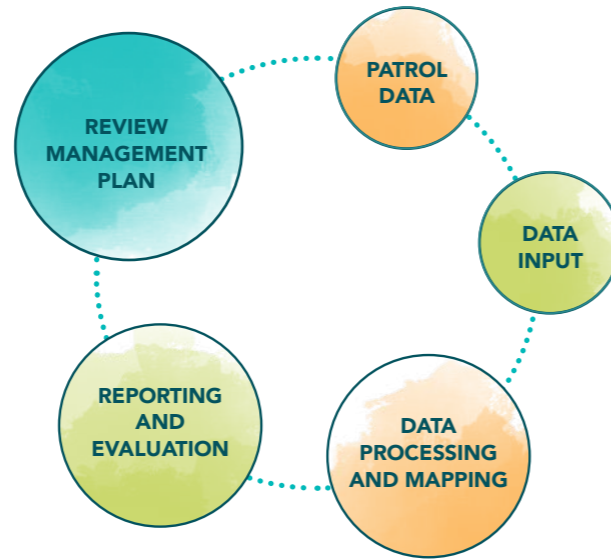 REVIEW
MANAGEMENT
PLAN
PATROL
DATA
DATA
INPUT
DATA
PROCESSING
AND MAPPING
REPORTING
AND
EVALUATION